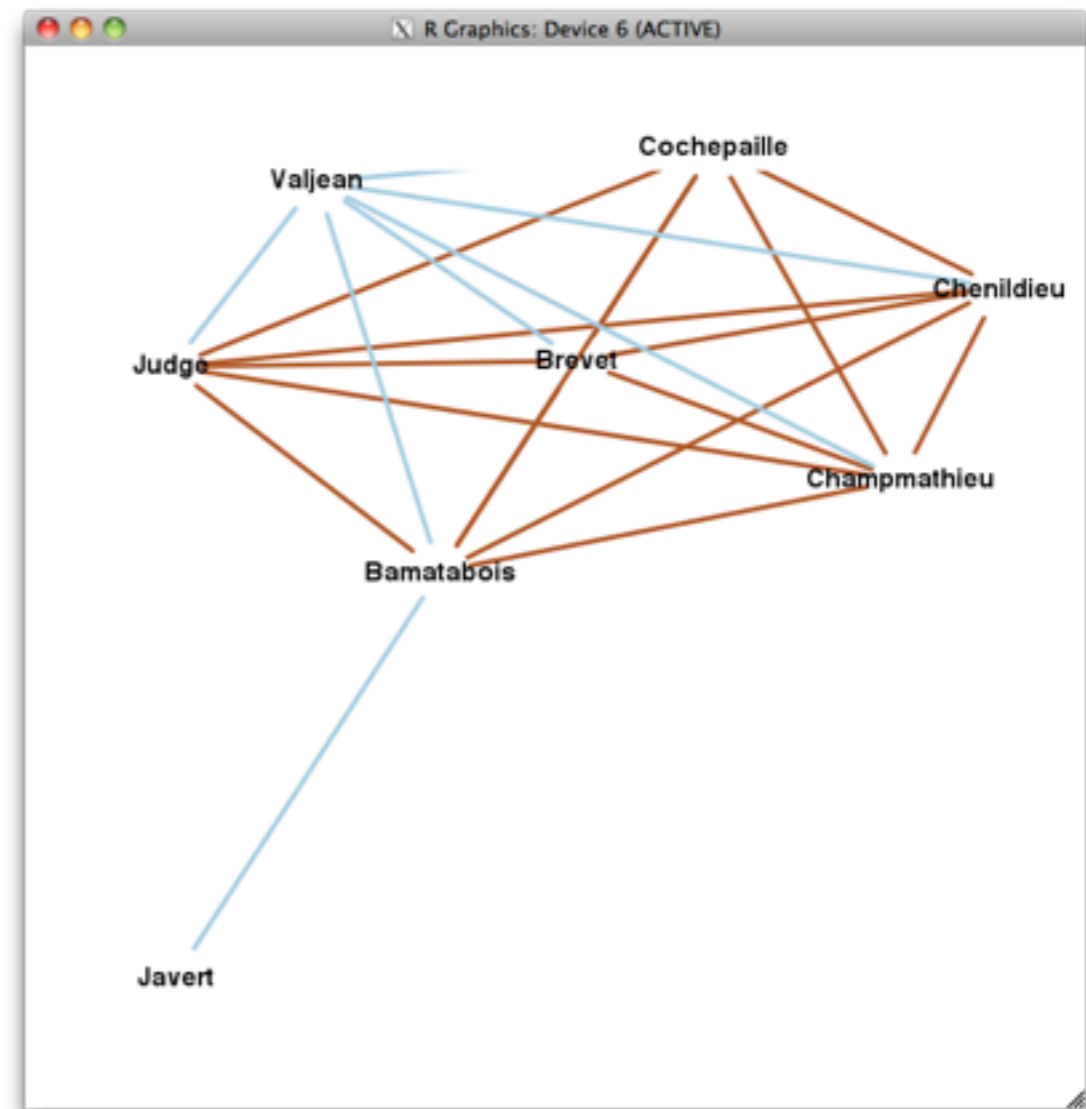 R Graphics: Device 6 (ACTIVE)
Cochepaille
Valjean
Chenildieu
Judge
Brevet
Champmathieu
Bamatabois
Javert